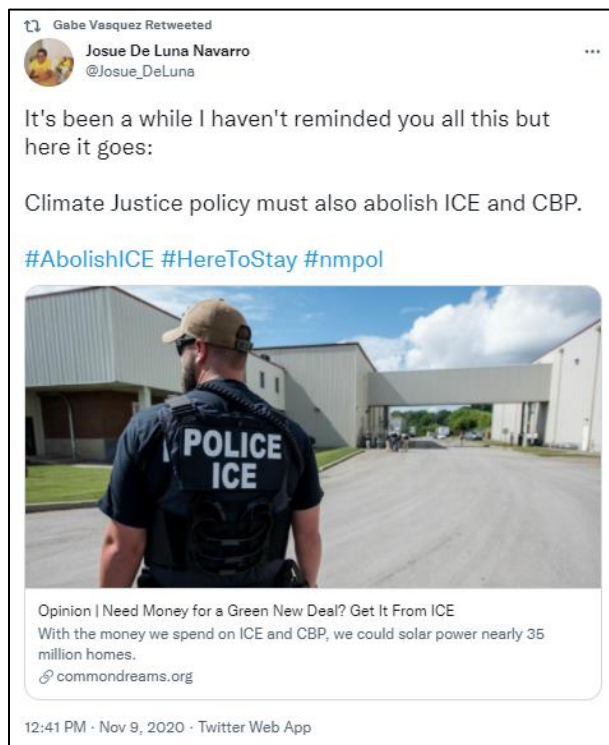 Gabe Vasquez Retweeted
Josue De Luna Navarro
@Josue_DeLuna
It's been a while I haven't reminded you all this but
here it goes:
Climate Justice policy must also abolish ICE and CBP.
#AbolishICE #HereToStay #nmpol
POLICE
ICE
Opinion | Need Money for a Green New Deal? Get It From ICE
With the money we spend on ICE and CBP, we could solar power nearly 35
million homes.
commondreams.org
12:41 PM · Nov 9, 2020 · Twitter Web App